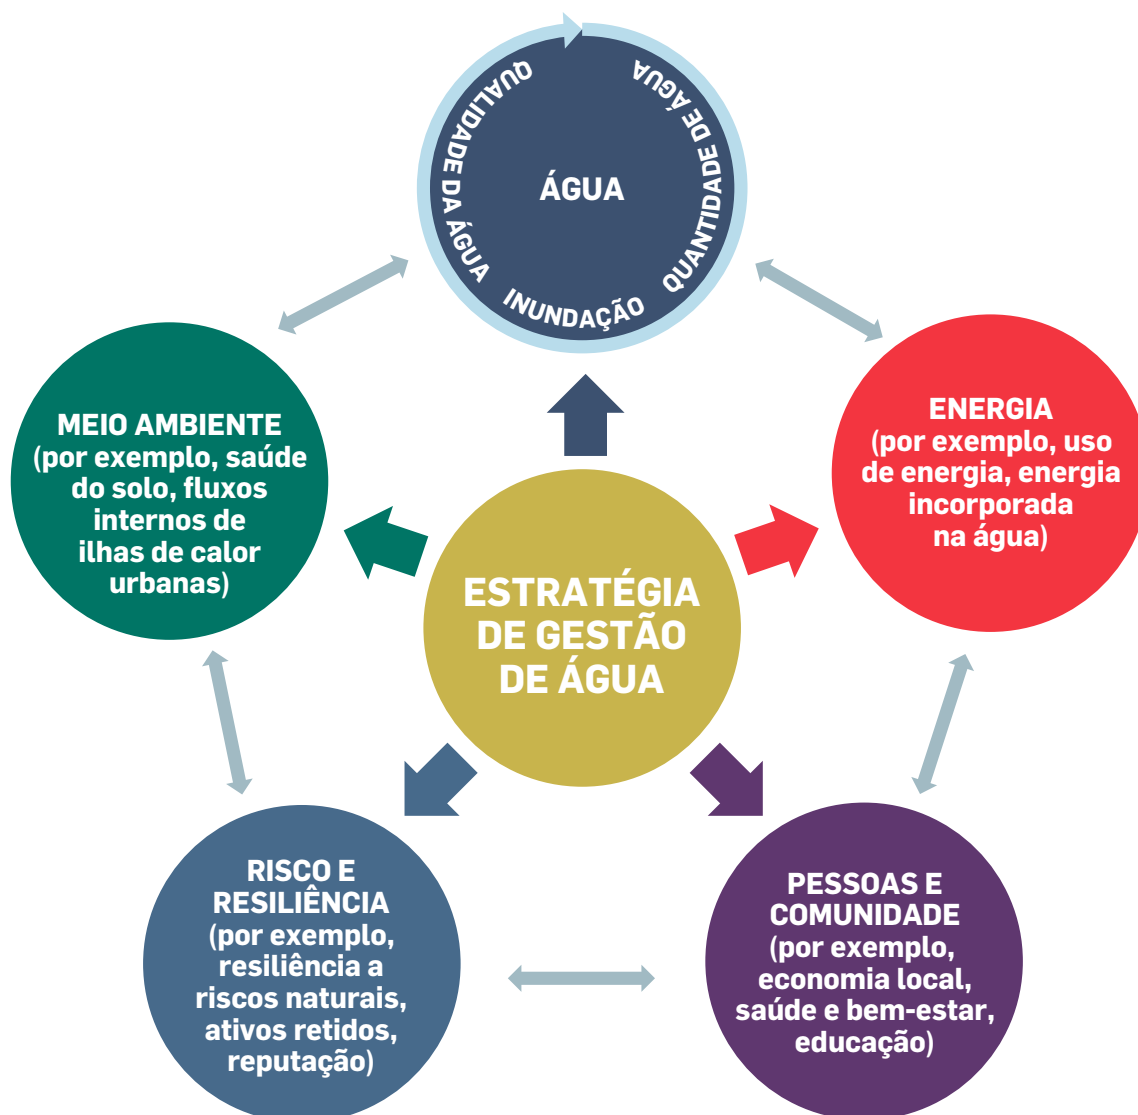 QUALIDADE DA ÁGUA
QUANTIDADE DE ÁGUA
INUNDAÇÃO
ÁGUA
MEIO AMBIENTE
(por exemplo, saúde
do solo, fluxos
internos de
ilhas de calor
urbanas)
ENERGIA
(por exemplo, uso
de energia, energia
incorporada
na água)
ESTRATÉGIA
DE GESTÃO
DE ÁGUA
RISCO E
RESILIÊNCIA
(por exemplo,
resiliência a
riscos naturais,
ativos retidos,
reputação)
PESSOAS E
COMUNIDADE
(por exemplo,
economia local,
saúde e bem-estar,
educação)